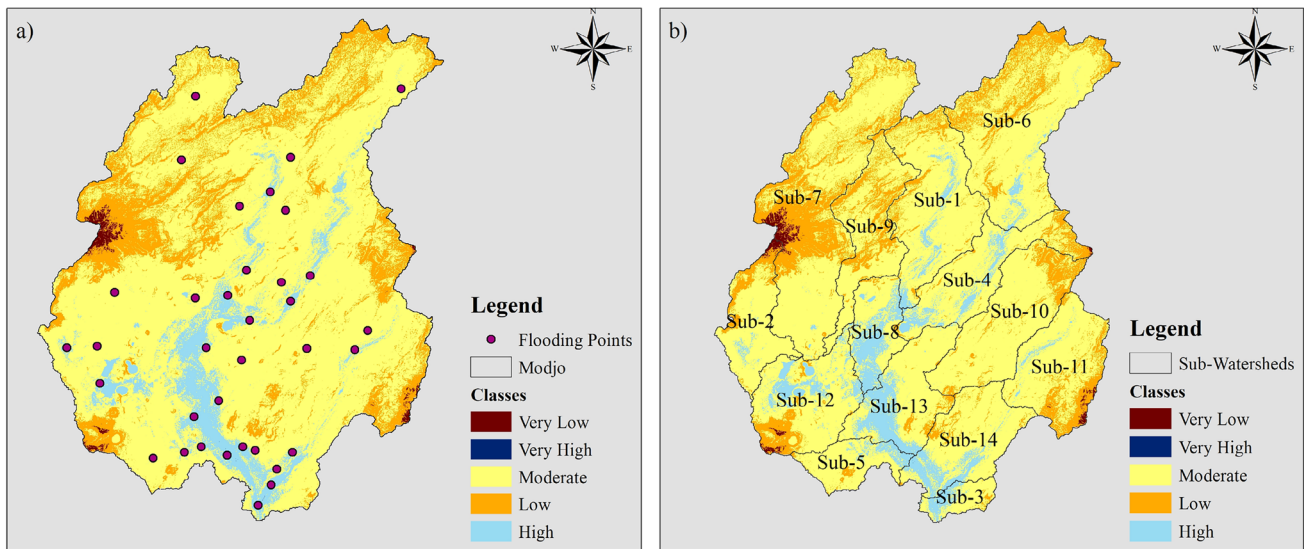 a)
N
W
E
S
Legend
Flooding Points
Modjo
Classes
Very Low
Very High
Moderate
Low
High
b)
N
W
E
S
Sub-6
Sub-7
Sub-1
Sub-9
Sub-4
Sub-10
Sub-2
Sub-8
Sub-11
Sub-12
Sub-13
Sub-14
Sub-5
Sub-3
Legend
Sub-Watersheds
Classes
Very Low
Very High
Moderate
Low
High